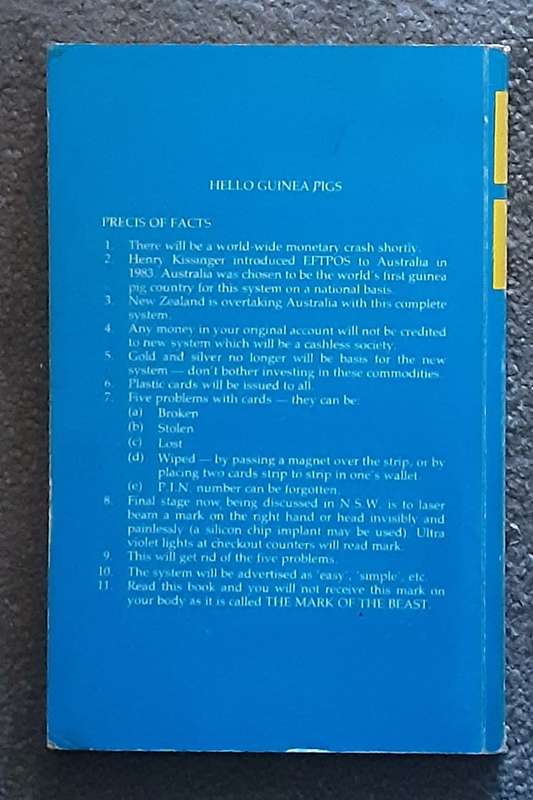 HELLO GUINEA PIGS
PRECIS OF FACTS
1. There will be a world-wide monetary crash shortly.
2. Henry Kissinger introduced EFTPOS to Australia in
1983. Australia was chosen to be the world's first guinea
pig country for this system on a national basis.
3. New Zealand is overtaking Australia with this complete
system.
4. Any money in your original account will not be credited
to new system which will be a cashless society.
5. Gold and silver no longer will be basis for the new
system — don't bother investing in these commodities.
6. Plastic cards will be issued to all.
7. Five problems with cards — they can be:
(a) Broken
(b) Stolen
(c) Lost
(d) Wiped — by passing a magnet over the strip, or by
placing two cards strip to strip in one's wallet
(e) P.I.N. number can be forgotten.
8. Final stage now being discussed in N.S.W. is to laser
beam a mark on the right hand or head invisibly and
painlessly (a silicon chip implant may be used). Ultra
violet lights at checkout counters will read mark.
9. This will get rid of the five problems.
10. The system will be advertised as 'easy', 'simple', etc.
11. Read this book and you will not receive this mark on
your body as it is called THE MARK OF THE BEAST.